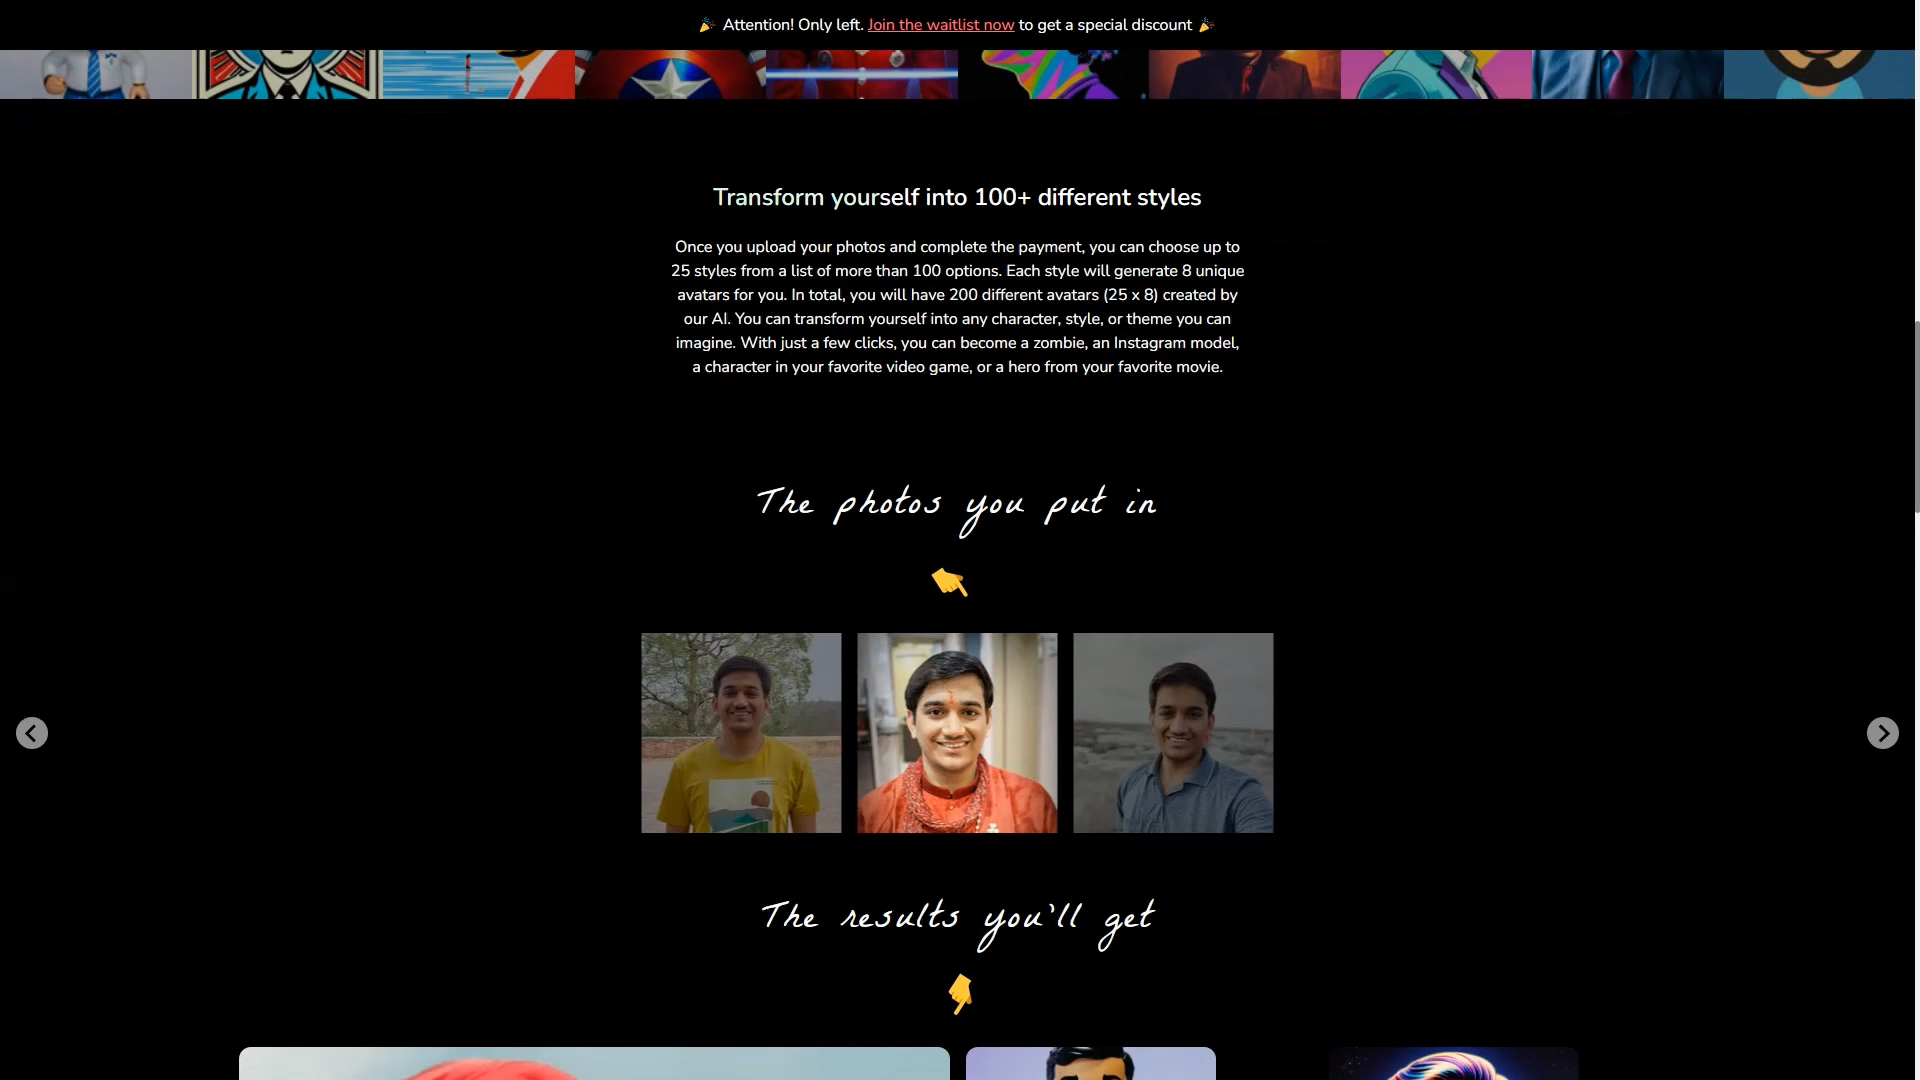 🎉 Attention! Only left. Join the waitlist now to get a special discount 🎉
Transform yourself into 100+ different styles
Once you upload your photos and complete the payment, you can choose up to
25 styles from a list of more than 100 options. Each style will generate 8 unique
avatars for you. In total, you will have 200 different avatars (25 x 8) created by
our AI. You can transform yourself into any character, style, or theme you can
imagine. With just a few clicks, you can become a zombie, an Instagram model,
a character in your favorite video game, or a hero from your favorite movie.
The photos you put in
The results you'll get